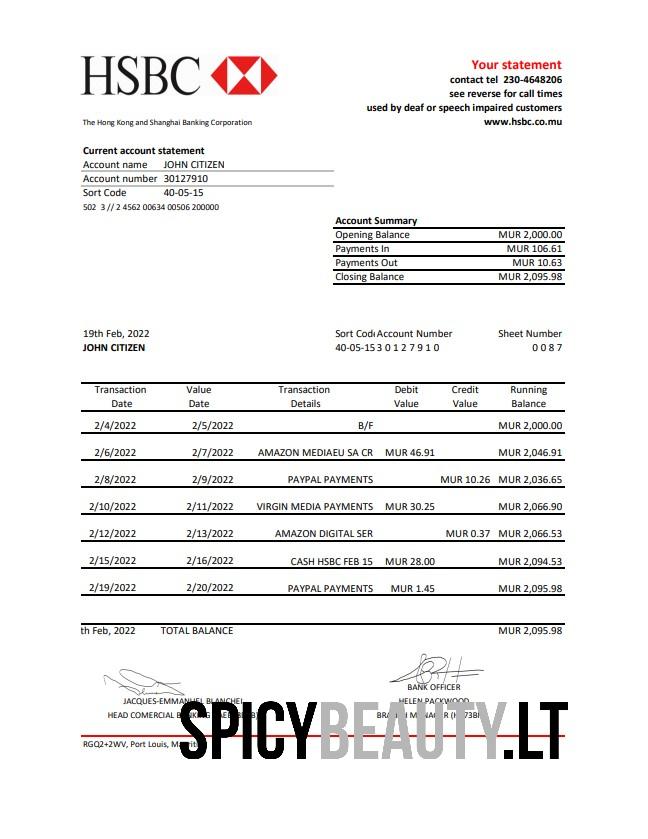 HSBC
Your statement
contact tel 230-4648206
see reverse for call times
used by deaf or speech impaired customers
www.hsbc.co.mu
The Hong Kong and Shanghai Banking Corporation
Current account statement
Account name JOHN CITIZEN
Account number 30127910
Sort Code 40-05-15
502 3 // 2 4562 00634 00506 200000
Account Summary
Opening Balance MUR 2,000.00
Payments In MUR 106.61
Payments Out MUR 10.63
Closing Balance MUR 2,095.98
19th Feb, 2022 Sort Cod Account Number Sheet Number
JOHN CITIZEN 40-05-15 3 0 1 2 7 9 1 0 0 0 8 7
Transaction Value Transaction Debit Credit Running
Date Date Details Value Value Balance
2/4/2022 2/5/2022 B/F MUR 2,000.00
2/6/2022 2/7/2022 AMAZON MEDIAEU SA CR MUR 46.91 MUR 2,046.91
2/8/2022 2/9/2022 PAYPAL PAYMENTS MUR 10.26 MUR 2,036.65
2/10/2022 2/11/2022 VIRGIN MEDIA PAYMENTS MUR 30.25 MUR 2,066.90
2/12/2022 2/13/2022 AMAZON DIGITAL SER MUR 0.37 MUR 2,066.53
2/15/2022 2/16/2022 CASH HSBC FEB 15 MUR 28.00 MUR 2,094.53
2/19/2022 2/20/2022 PAYPAL PAYMENTS MUR 1.45 MUR 2,095.98
th Feb, 2022 TOTAL BALANCE MUR 2,095.98
BANK OFFICER
JACQUES-EMMANUEL BLANCHEL HELEN PACKWOOD
HEAD COMERCIAL
SPICYBEAUTY.LT
RGQ2+2WV, Port Louis,